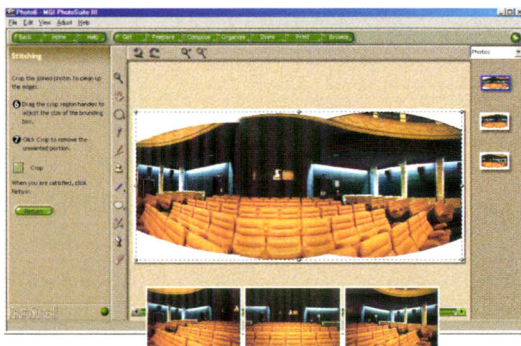 Photo6 - MGI PhotoSuite III
File Edit View Adjust Help
Back Home Help Get Prepare Compose Organize Share Print Browse
Stitching
Photos
Crop the joined photos to clean up
the edges.
6 Drag the crop region handles to
adjust the size of the bounding
box.
7 Click Crop to remove the
unwanted portion.
Crop
When you are satisfied, click
Return.
Return